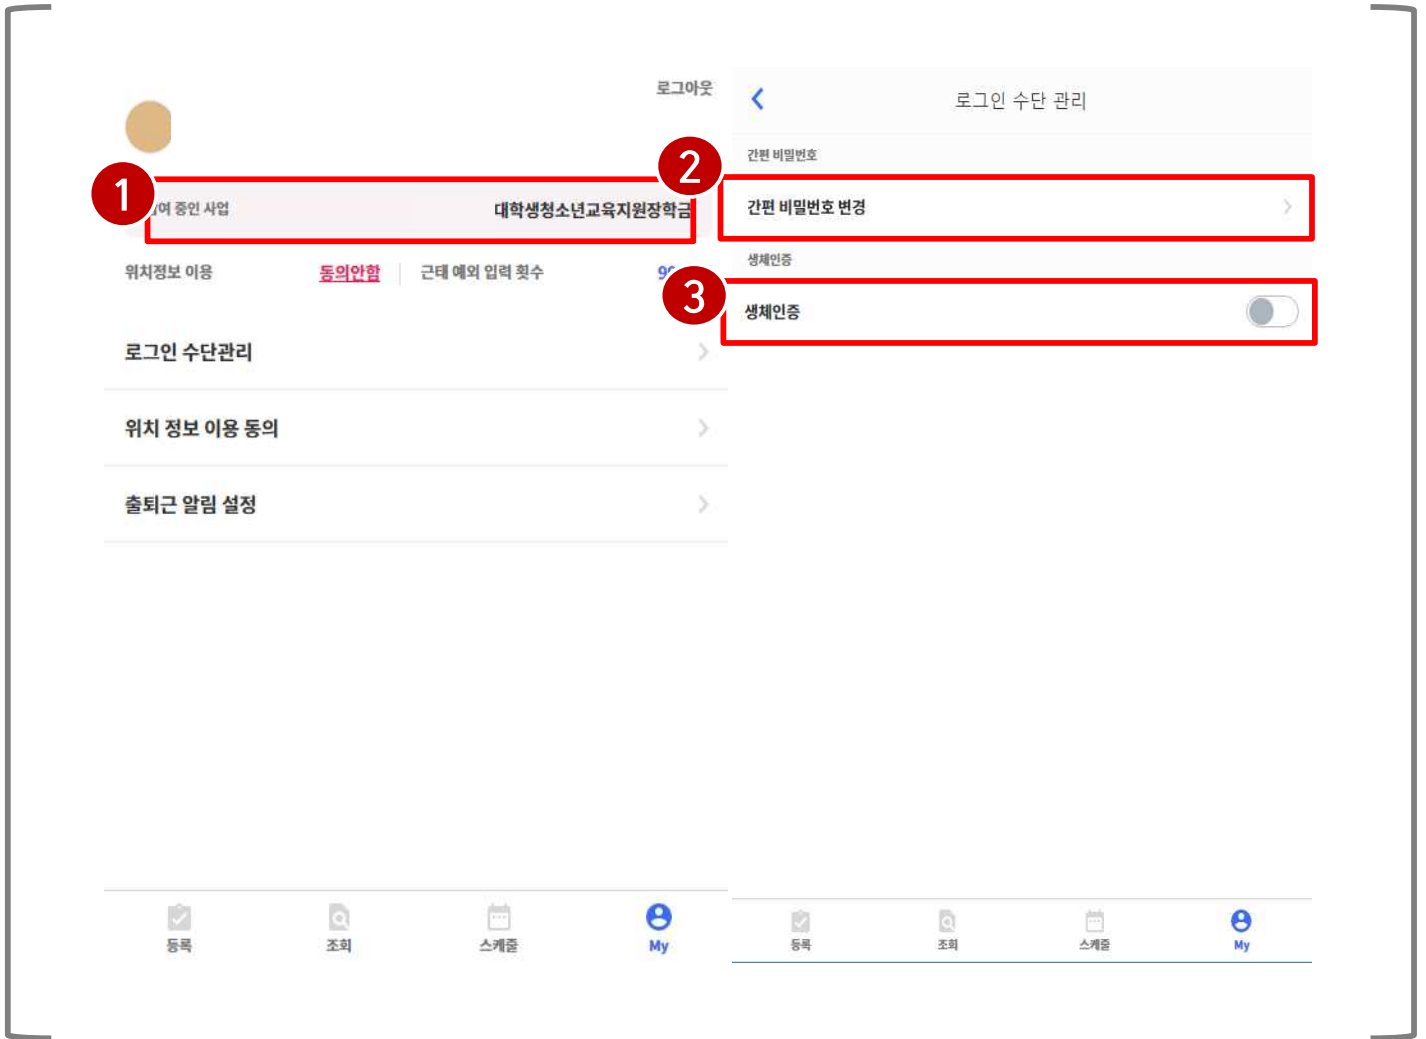 로그아웃
1
여 중인 사업
대학생청소년교육지원장학금
위치정보 이용
동의안함
근태 예외 입력 횟수
로그인 수단관리
위치 정보 이용 동의
출퇴근 알림 설정
등록
조회
스케줄
My
로그인 수단 관리
간편 비밀번호
2
간편 비밀번호 변경
생체인증
3
생체인증
등록
조회
스케줄
My